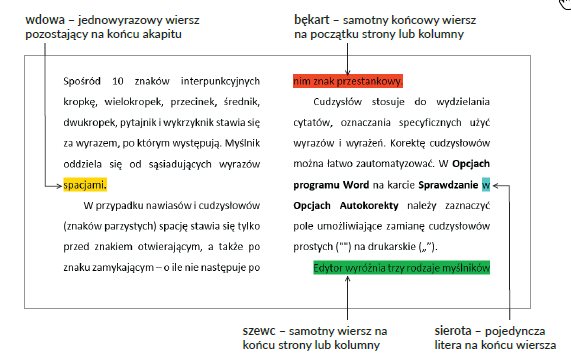 wdowa – jednowyrazowy wiersz
pozostający na końcu akapitu
bękart – samotny końcowy wiersz
na początku strony lub kolumny
Spośród 10 znaków interpunkcyjnych
kropkę, wielokropek, przecinek, średnik,
dwukropek, pytajnik i wykrzyknik stawia się
za wyrazem, po którym występują. Myślnik
oddziela się od sąsiadujących wyrazów
spacjami.
W przypadku nawiasów i cudzysłowów
(znaków parzystych) spację stawia się tylko
przed znakiem otwierającym, a także po
znaku zamykającym – o ile nie następuje po
nim znak przestankowy.
Cudzysłów stosuje do wydzielania
cytatów, oznaczania specyficznych użyć
wyrazów i wyrażeń. Korektę cudzysłowów
można łatwo zautomatyzować. W Opcjach
programu Word na karcie Sprawdzanie w
Opcjach Autokorekty należy zaznaczyć
pole umożliwiające zamianę cudzysłowów
prostych ("") na drukarskie („”).
Edytor wyróżnia trzy rodzaje myślników
szewc – samotny wiersz na
końcu strony lub kolumny
sierota – pojedyncza
litera na końcu wiersza